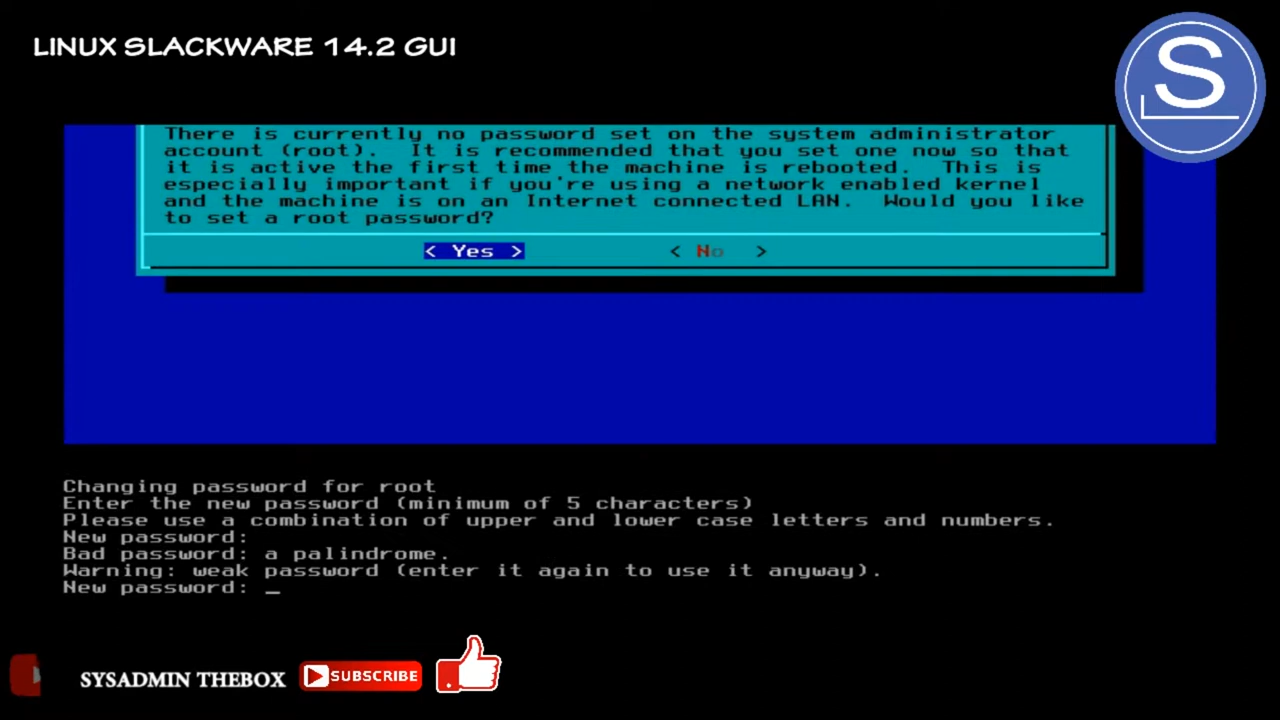 LINUX SLACKWARE 14.2 GUI
S
There is currently no password set on the system administrator
account (root).  It is recommended that you set one now so that
it is active the first time the machine is rebooted.  This is
especially important if you're using a network enabled kernel
and the machine is on an Internet connected LAN.  Would you like
to set a root password?
< Yes >    < No  >
Changing password for root
Enter the new password (minimum of 5 characters)
Please use a combination of upper and lower case letters and numbers.
New password:
Bad password: a palindrome.
Warning: weak password (enter it again to use it anyway).
New password: _
SYSADMIN THEBOX SUBSCRIBE